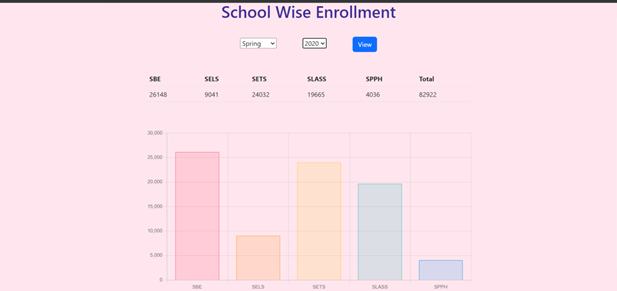 School Wise Enrollment
Spring 2020 View
SBE SELS SETS SLASS SPPH Total
26148 9041 24032 19665 4036 82922
30,000
25,000
20,000
15,000
10,000
5,000
0
SBE SELS SETS SLASS SPPH